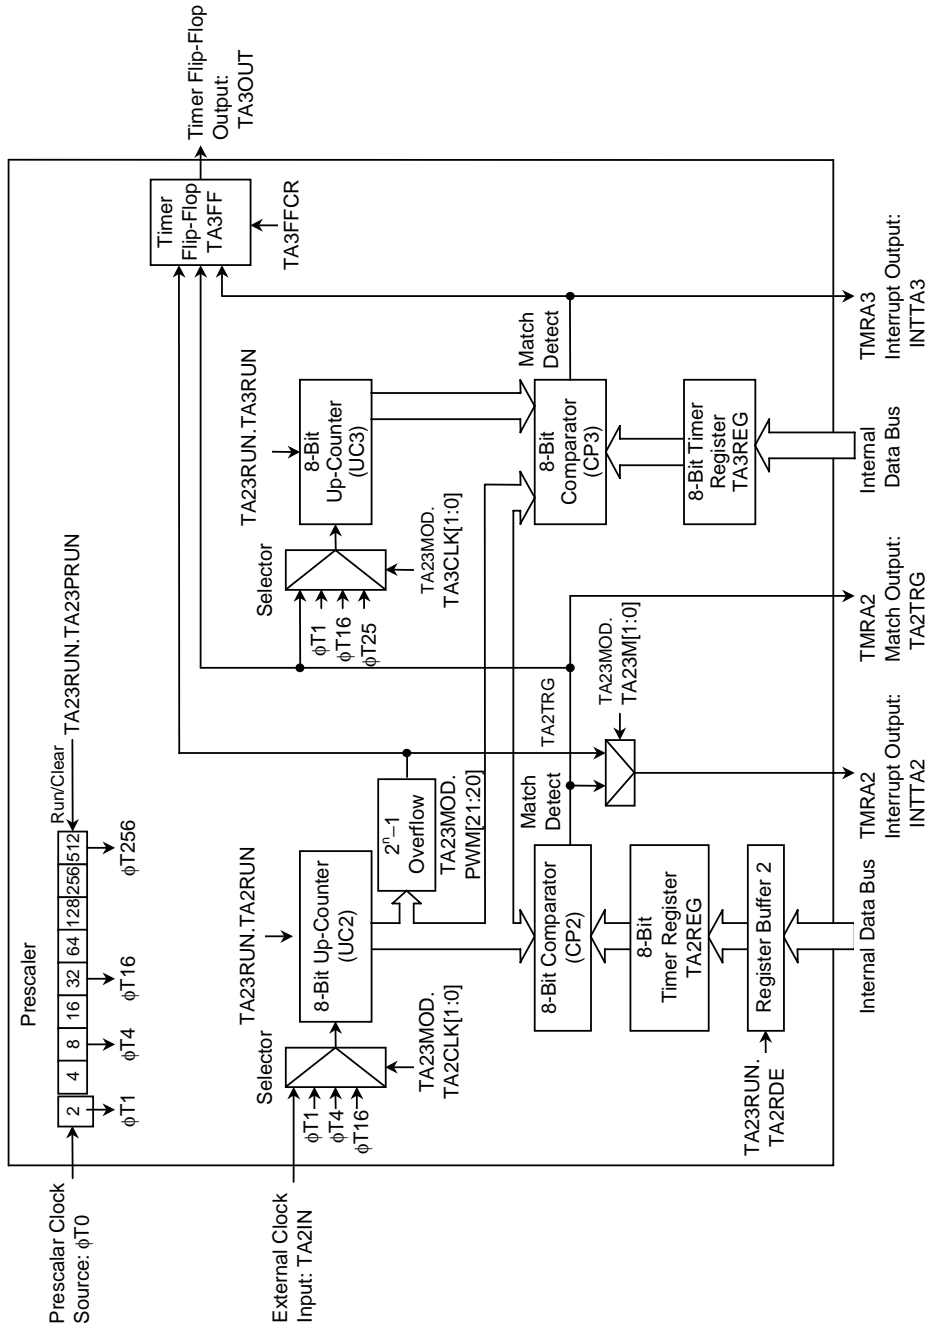 Prescalar Clock
Source: ϕT0
Prescaler
2
4
8
16
32
64
128
256
512
Run/Clear
TA23RUN.TA23PRUN
ϕT1
ϕT4
ϕT16
ϕT256
External Clock
Input: TA2IN
ϕT1
ϕT4
ϕT16
Selector
TA23MOD.
TA2CLK[1:0]
TA23RUN.TA2RUN
8-Bit Up-Counter
(UC2)
2ⁿ−1
Overflow
TA23MOD.
PWM[21:20]
8-Bit Comparator
(CP2)
Match
Detect
TA2TRG
8-Bit
Timer Register
TA2REG
Register Buffer 2
TA23RUN.
TA2RDE
Internal Data Bus
TA23MOD.
TA23M[1:0]
TMRA2
Interrupt Output:
INTTA2
TMRA2
Match Output:
TA2TRG
Selector
ϕT1
ϕT16
ϕT25
TA23MOD.
TA3CLK[1:0]
TA23RUN.TA3RUN
8-Bit
Up-Counter
(UC3)
8-Bit
Comparator
(CP3)
Match
Detect
8-Bit Timer
Register
TA3REG
Internal
Data Bus
TMRA3
Interrupt Output:
INTTA3
Timer
Flip-Flop
TA3FF
TA3FFCR
Timer Flip-Flop
Output:
TA3OUT